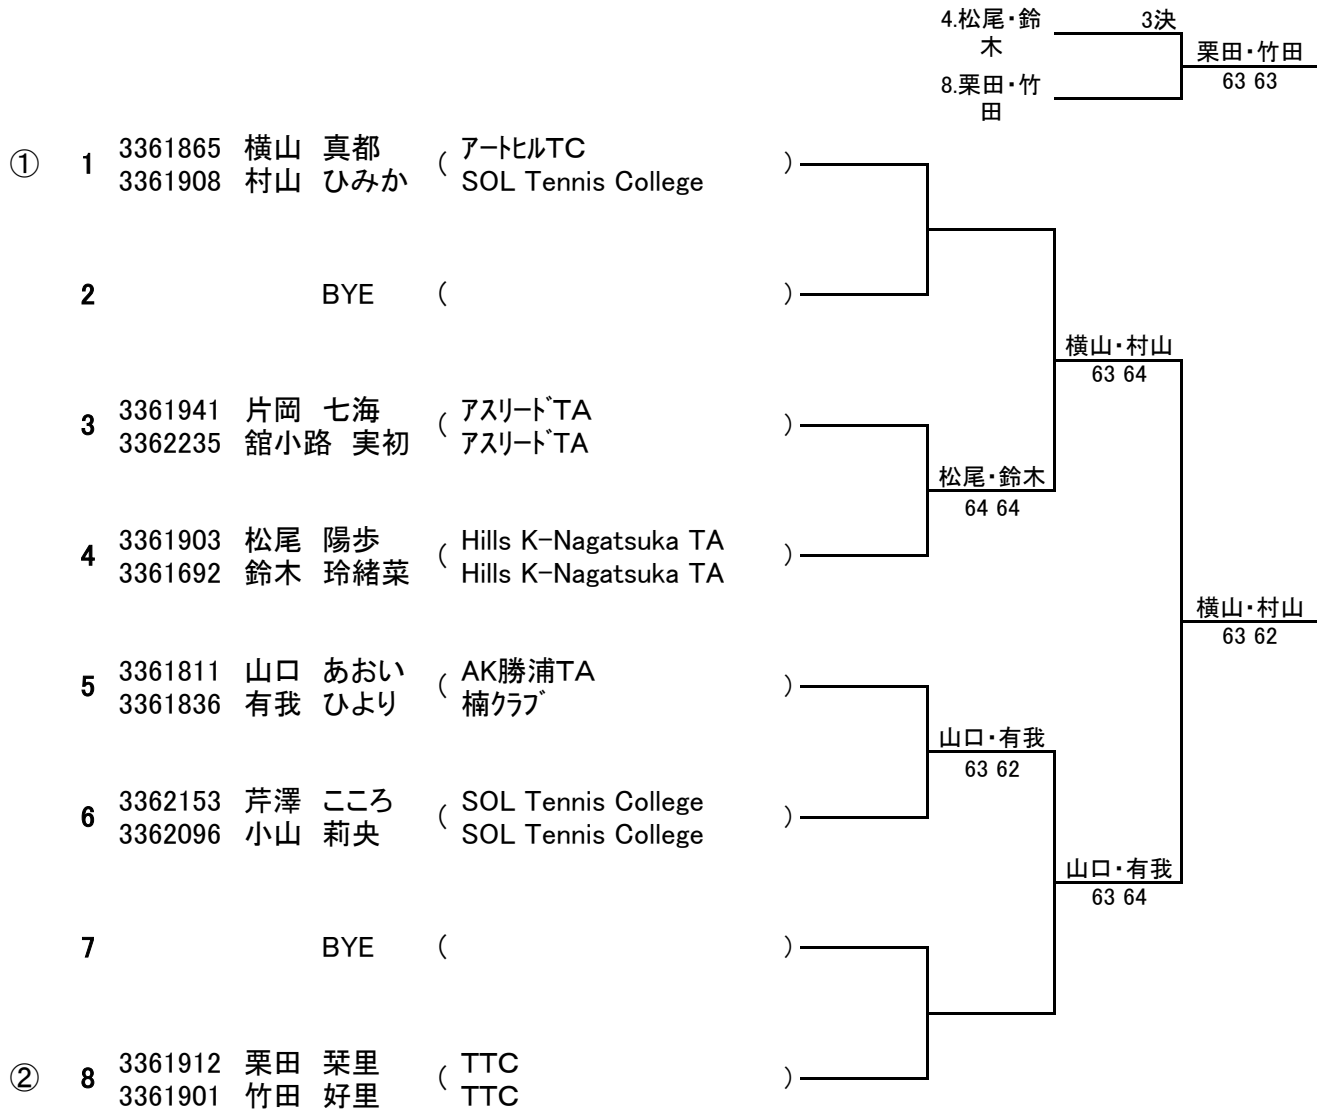 4.松尾・鈴
木
3決
栗田・竹田
63 63
8.栗田・竹
田
① 1 3361865 横山 真都 ( アートヒルTC )
3361908 村山 ひみか SOL Tennis College
2 BYE ( )
横山・村山
63 64
3 3361941 片岡 七海 ( アスリードTA )
3362235 舘小路 実初 アスリードTA
松尾・鈴木
64 64
4 3361903 松尾 陽歩 ( Hills K-Nagatsuka TA )
3361692 鈴木 玲緒菜 Hills K-Nagatsuka TA
横山・村山
63 62
5 3361811 山口 あおい ( AK勝浦TA )
3361836 有我 ひより 楠クラブ
山口・有我
63 62
6 3362153 芹澤 こころ ( SOL Tennis College )
3362096 小山 莉央 SOL Tennis College
山口・有我
63 64
7 BYE ( )
② 8 3361912 栗田 栞里 ( TTC )
3361901 竹田 好里 TTC